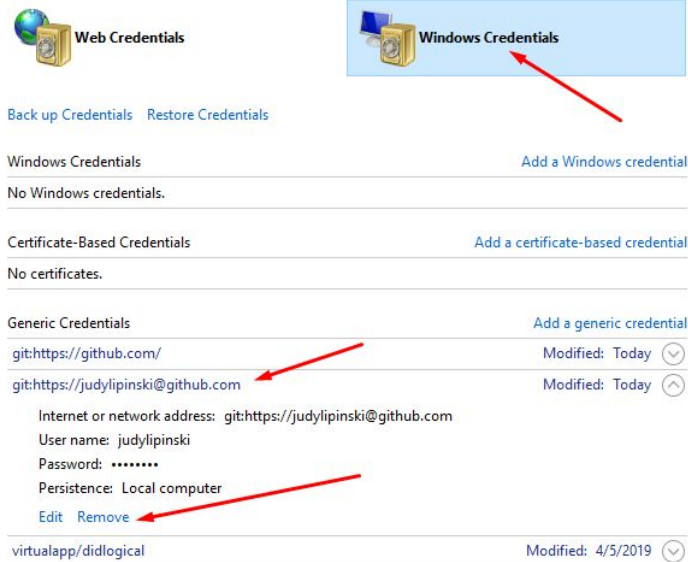 Web Credentials
Windows Credentials
Back up Credentials Restore Credentials
Windows Credentials Add a Windows credential
No Windows credentials.
Certificate-Based Credentials Add a certificate-based credential
No certificates.
Generic Credentials Add a generic credential
git:https://github.com/ Modified: Today
git:https://judylipinski@github.com Modified: Today
Internet or network address: git:https://judylipinski@github.com
User name: judylipinski
Password: ••••••••
Persistence: Local computer
Edit Remove
virtualapp/didlogical Modified: 4/5/2019